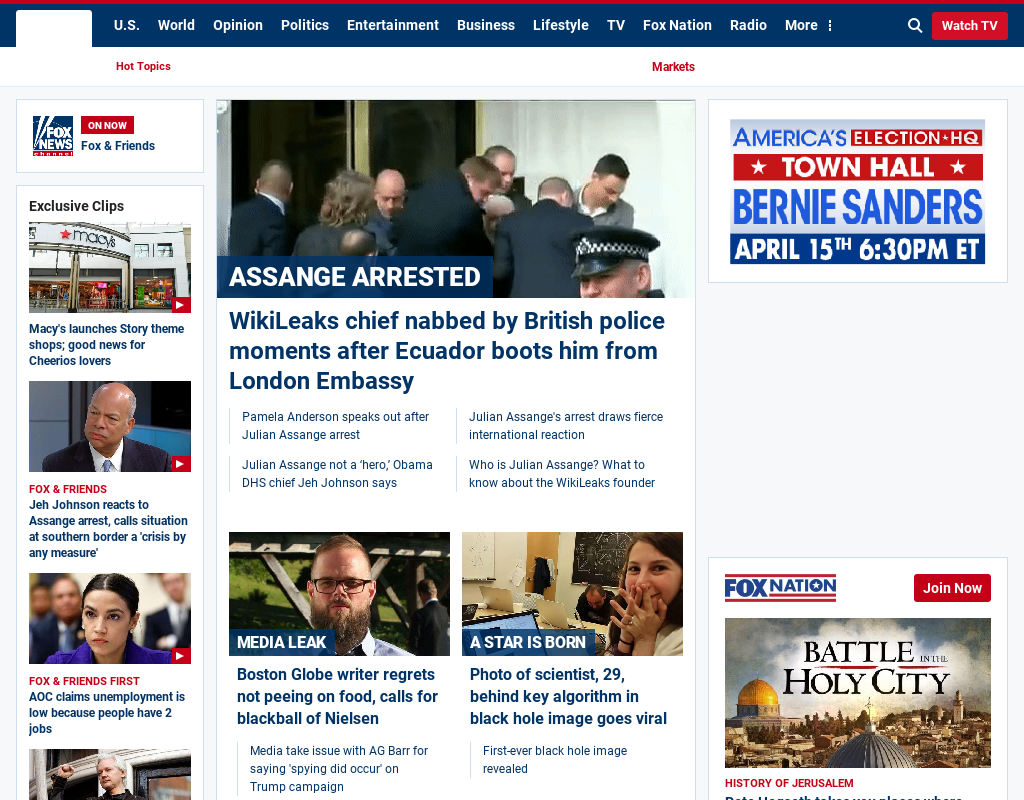 U.S. World Opinion Politics Entertainment Business Lifestyle TV Fox Nation Radio More Watch TV
Hot Topics
Markets
FOX
NEWS
channel
ON NOW
Fox & Friends
Exclusive Clips
macy's
Macy's launches Story theme
shops; good news for
Cheerios lovers
FOX & FRIENDS
Jeh Johnson reacts to
Assange arrest, calls situation
at southern border a 'crisis by
any measure'
FOX & FRIENDS FIRST
AOC claims unemployment is
low because people have 2
jobs
ASSANGE ARRESTED
WikiLeaks chief nabbed by British police
moments after Ecuador boots him from
London Embassy
Pamela Anderson speaks out after
Julian Assange arrest
Julian Assange's arrest draws fierce
international reaction
Julian Assange not a ‘hero,’ Obama
DHS chief Jeh Johnson says
Who is Julian Assange? What to
know about the WikiLeaks founder
MEDIA LEAK
Boston Globe writer regrets
not peeing on food, calls for
blackball of Nielsen
Media take issue with AG Barr for
saying 'spying did occur' on
Trump campaign
A STAR IS BORN
Photo of scientist, 29,
behind key algorithm in
black hole image goes viral
First-ever black hole image
revealed
AMERICA'S ELECTION HQ
TOWN HALL
BERNIE SANDERS
APRIL 15TH 6:30PM ET
FOX NATION
Join Now
BATTLE IN THE
HOLY CITY
HISTORY OF JERUSALEM